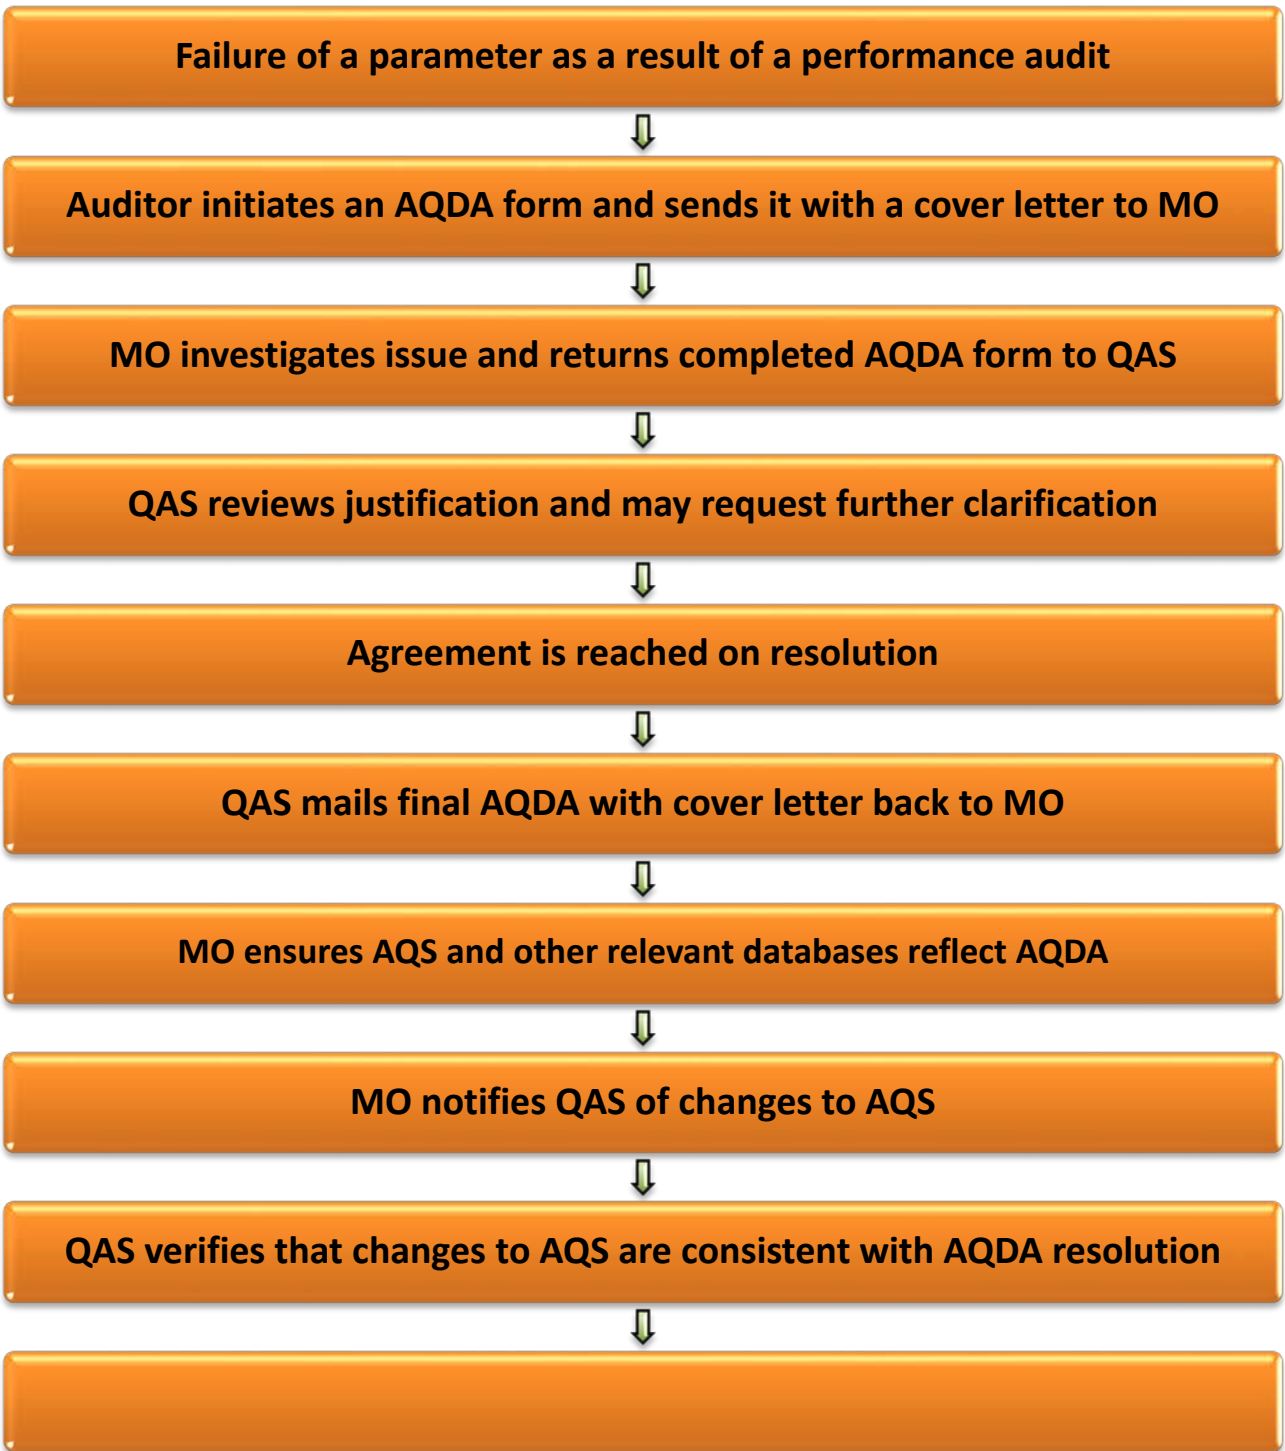 Failure of a parameter as a result of a performance audit
Auditor initiates an AQDA form and sends it with a cover letter to MO
MO investigates issue and returns completed AQDA form to QAS
QAS reviews justification and may request further clarification
Agreement is reached on resolution
QAS mails final AQDA with cover letter back to MO
MO ensures AQS and other relevant databases reflect AQDA
MO notifies QAS of changes to AQS
QAS verifies that changes to AQS are consistent with AQDA resolution